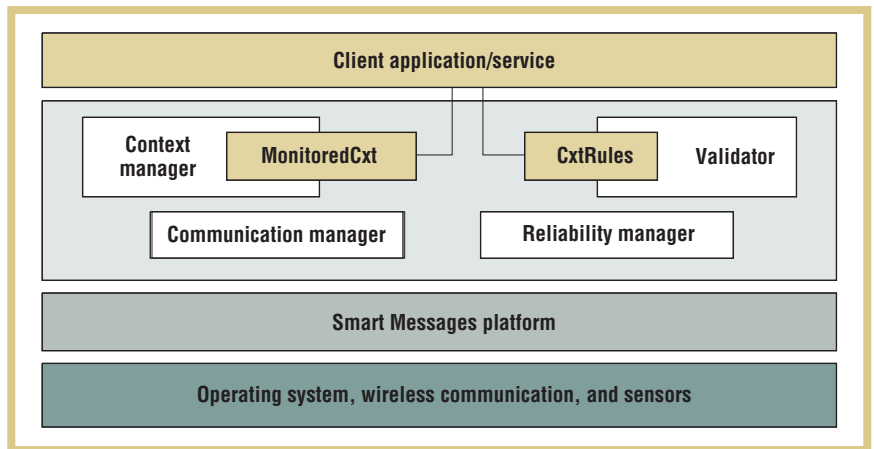 Client application/service
Context
manager
MonitoredCxt
CxtRules
Validator
Communication manager
Reliability manager
Smart Messages platform
Operating system, wireless communication, and sensors